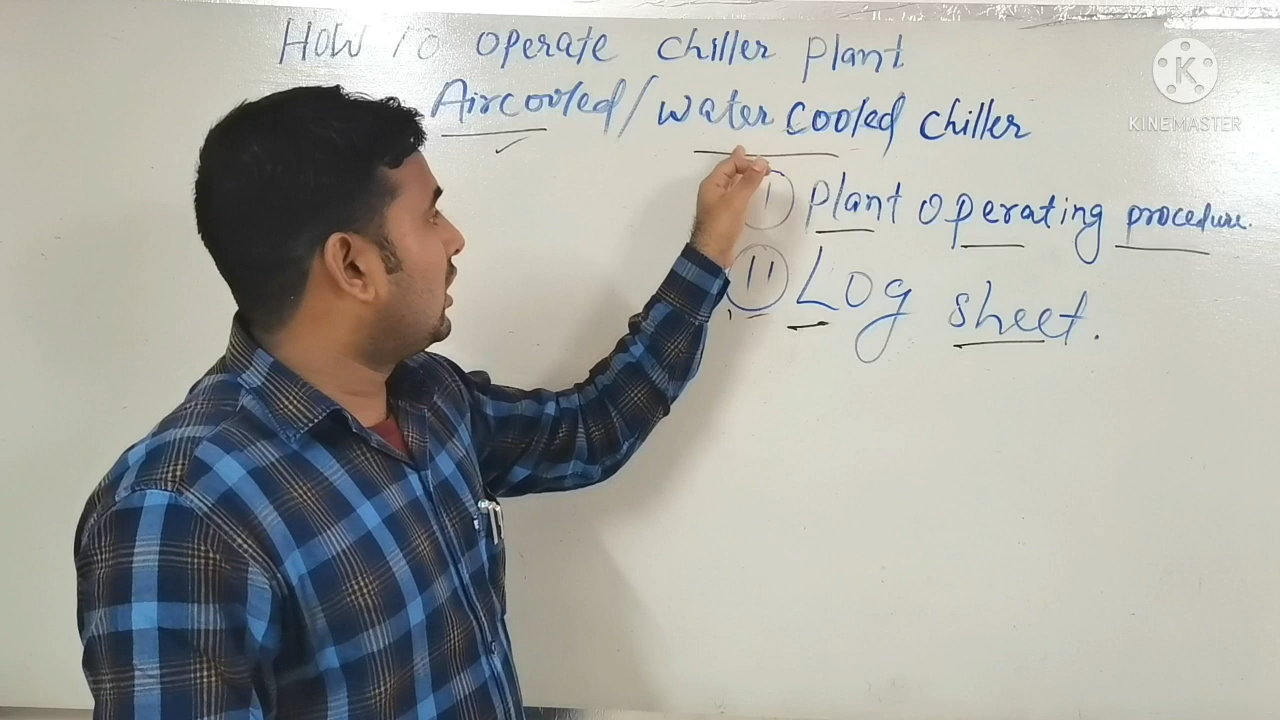 How To operate chiller plant
Aircooled/water cooled chiller
I plant operating procedure.
II Log sheet.
K
KINEMASTER